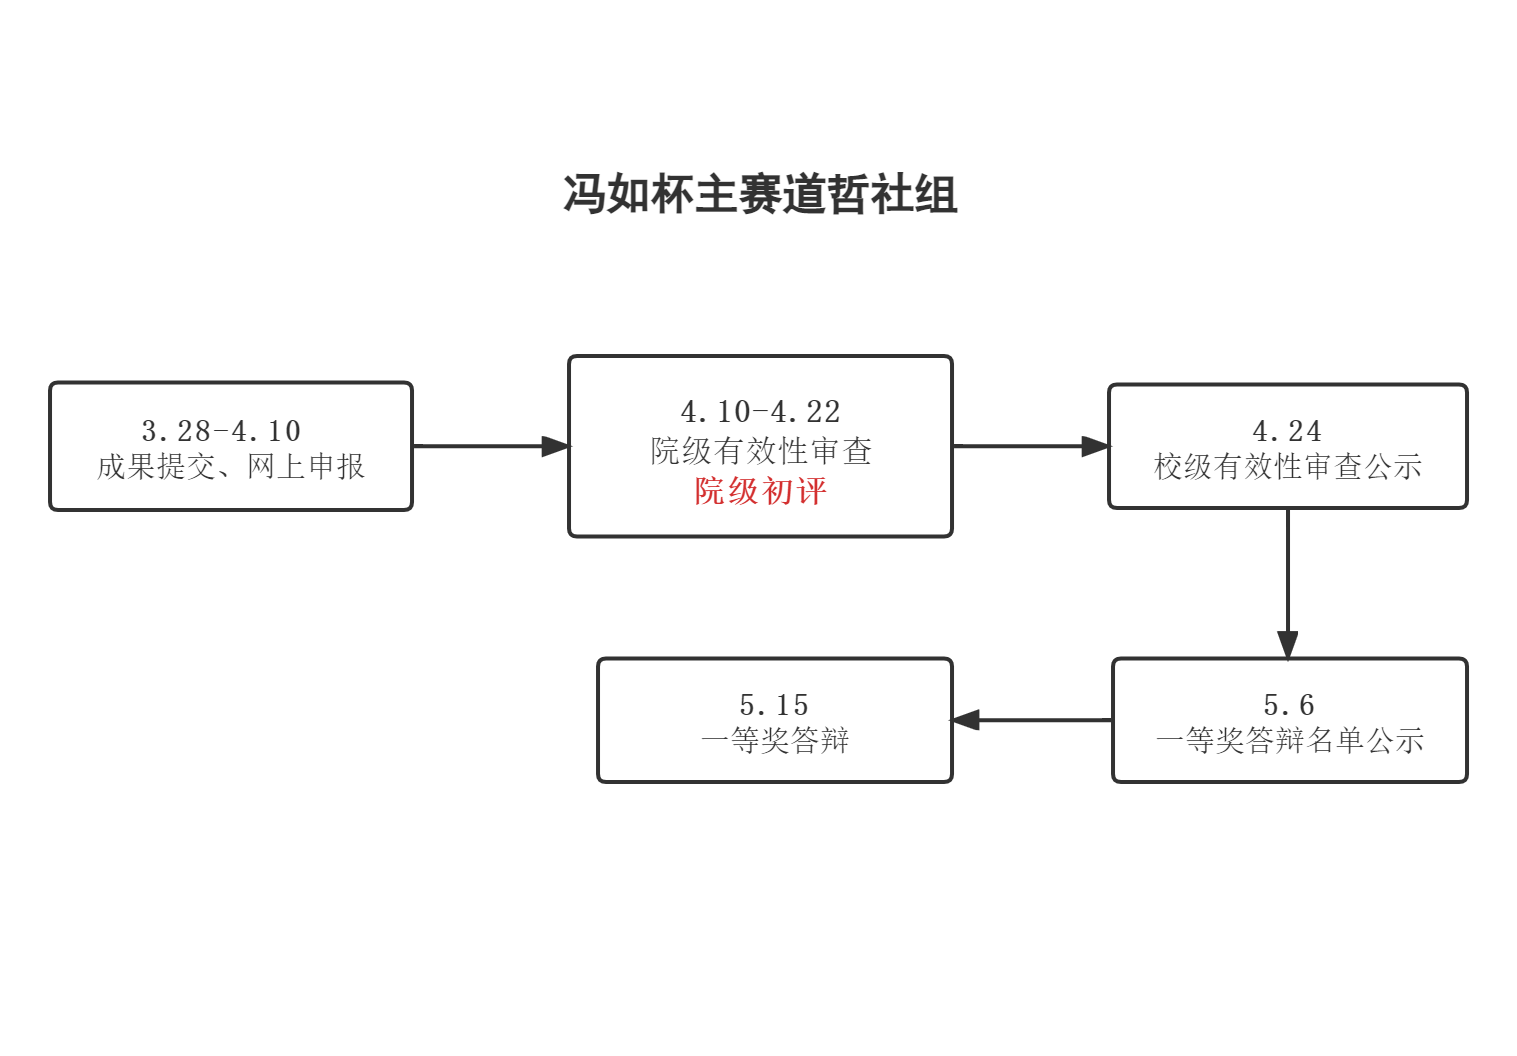 冯如杯主赛道哲社组
3.28-4.10
成果提交、网上申报
4.10-4.22
院级有效性审查
院级初评
4.24
校级有效性审查公示
5.6
一等奖答辩名单公示
5.15
一等奖答辩